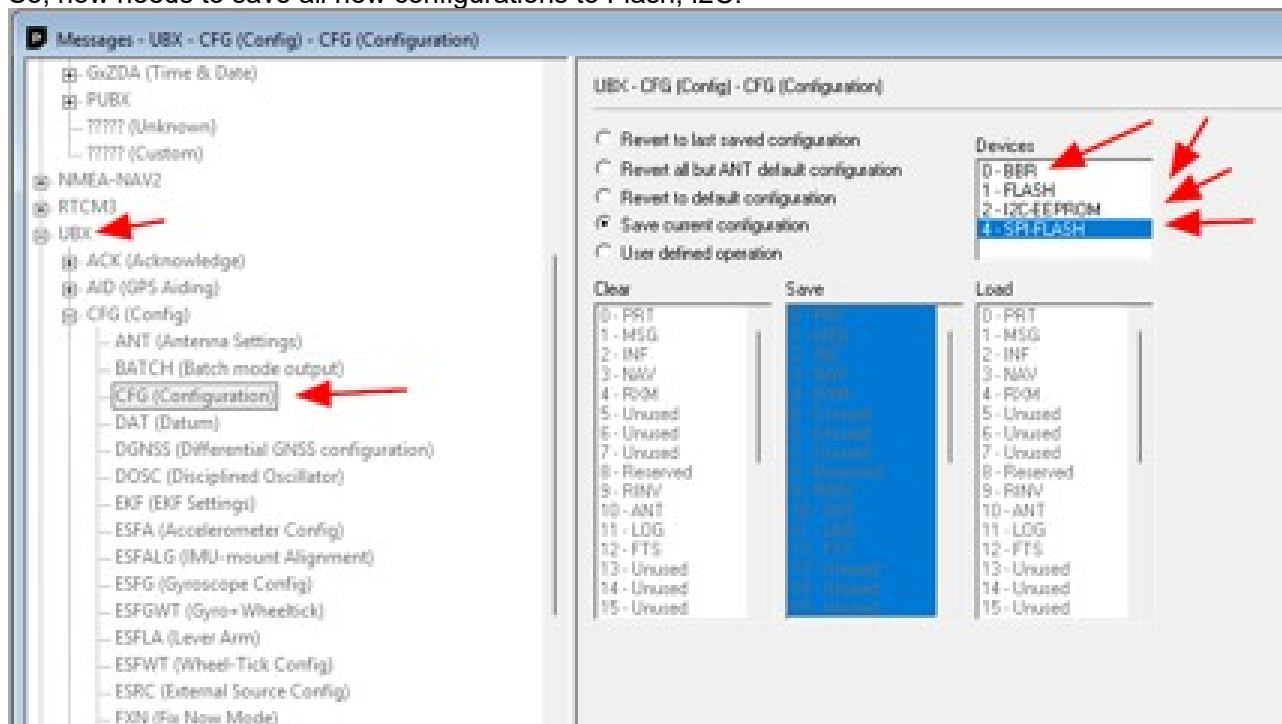 So, now needs to save all new configurations to Flash, I2C.
Messages - UBX - CFG (Config) - CFG (Configuration)
GxZDA (Time & Date)
PUBX
????? (Unknown)
????? (Custom)
NMEA-NAV2
RTCM3
UBX
ACK (Acknowledge)
AID (GPS Aiding)
CFG (Config)
ANT (Antenna Settings)
BATCH (Batch mode output)
CFG (Configuration)
DAT (Datum)
DGNSS (Differential GNSS configuration)
DOSC (Disciplined Oscillator)
EKF (EKF Settings)
ESFA (Accelerometer Config)
ESFALG (IMU-mount Alignment)
ESFG (Gyroscope Config)
ESFGWT (Gyro+Wheeltick)
ESFLA (Lever Arm)
ESFWT (Wheel-Tick Config)
ESRC (External Source Config)
FXN (Fix Now Mode)
UBX - CFG (Config) - CFG (Configuration)
Revert to last saved configuration
Revert all but ANT default configuration
Revert to default configuration
Save current configuration
User defined operation
Devices
0 - BBR
1 - FLASH
2 - I2C-EEPROM
4 - SPI-FLASH
Clear
0 - PRT
1 - MSG
2 - INF
3 - NAV
4 - RXM
5 - Unused
6 - Unused
7 - Unused
8 - Reserved
9 - RINV
10 - ANT
11 - LOG
12 - FTS
13 - Unused
14 - Unused
15 - Unused
Save
Load
0 - PRT
1 - MSG
2 - INF
3 - NAV
4 - RXM
5 - Unused
6 - Unused
7 - Unused
8 - Reserved
9 - RINV
10 - ANT
11 - LOG
12 - FTS
13 - Unused
14 - Unused
15 - Unused